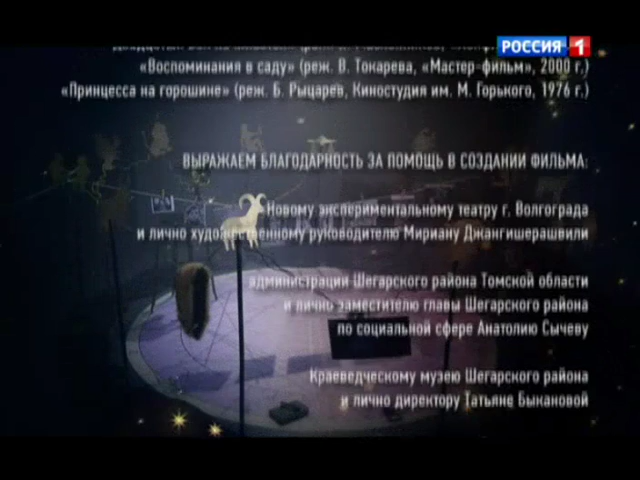 РОССИЯ 1
«Воспоминания в саду» (реж. В. Токарева, «Мастер-фильм», 2000 г.)
«Принцесса на горошине» (реж. Б. Рыцарев, Киностудия им. М. Горького, 1976 г.)
ВЫРАЖАЕМ БЛАГОДАРНОСТЬ ЗА ПОМОЩЬ В СОЗДАНИИ ФИЛЬМА:
Новому экспериментальному театру г. Волгограда
и лично художественному руководителю Мириану Джангишерашвили
администрации Шегарского района Томской области
и лично заместителю главы Шегарского района
по социальной сфере Анатолию Сычеву
Краеведческому музею Шегарского района
и лично директору Татьяне Быкановой